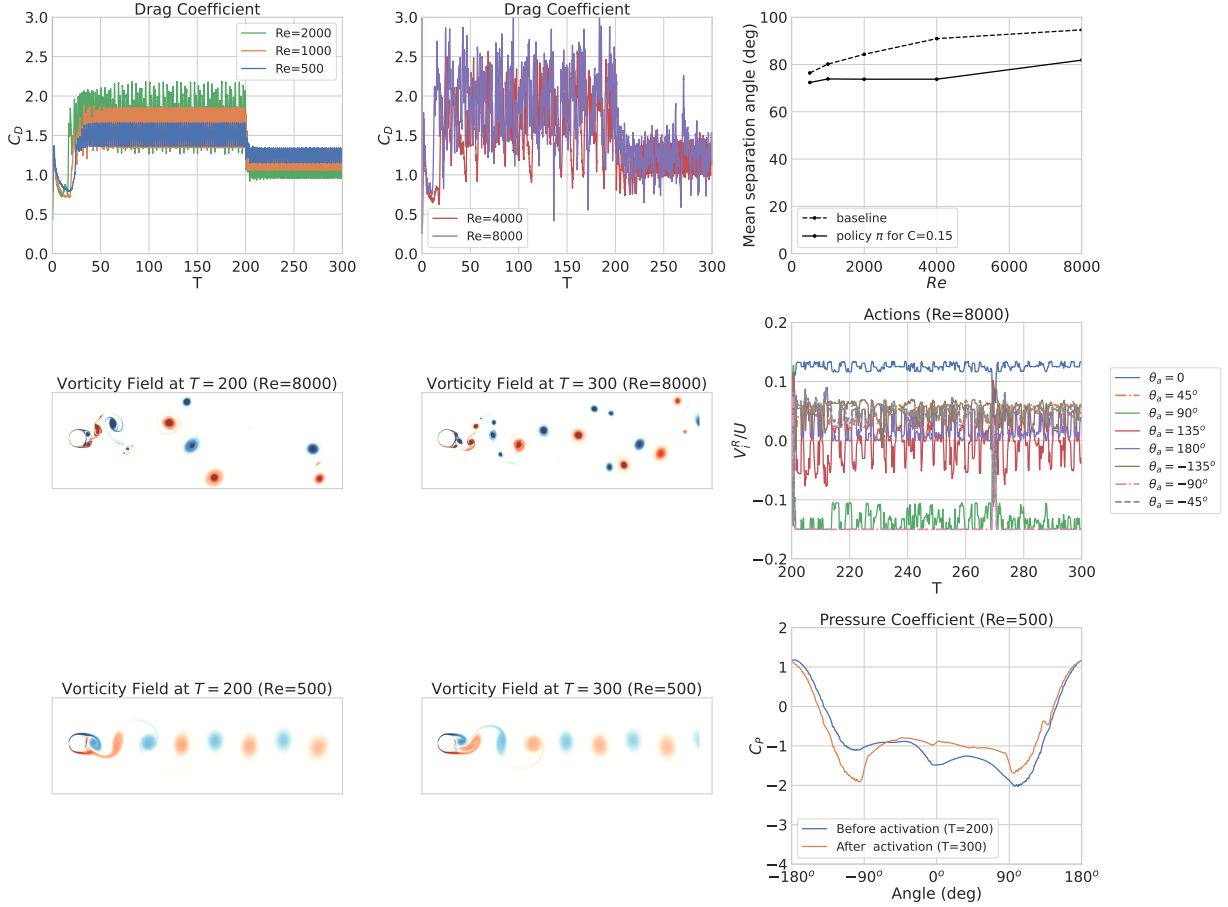 Drag Coefficient
3.0
2.5
2.0
1.5
1.0
0.5
0.0
C_D
Re=2000
Re=1000
Re=500
0 50 100 150 200 250 300
T
Drag Coefficient
3.0
2.5
2.0
1.5
1.0
0.5
0.0
C_D
Re=4000
Re=8000
0 50 100 150 200 250 300
T
Mean separation angle (deg)
100
80
60
40
20
0
baseline
policy π for C=0.15
0 2000 4000 6000 8000
Re
Vorticity Field at T = 200 (Re=8000)
Vorticity Field at T = 300 (Re=8000)
Actions (Re=8000)
0.2
0.1
0.0
−0.1
−0.2
V_i^π/U
200 220 240 260 280 300
T
θ_a = 0
θ_a = 45°
θ_a = 90°
θ_a = 135°
θ_a = 180°
θ_a = −135°
θ_a = −90°
θ_a = −45°
Vorticity Field at T = 200 (Re=500)
Vorticity Field at T = 300 (Re=500)
Pressure Coefficient (Re=500)
2
1
0
−1
−2
−3
−4
C_P
Before activation (T=200)
After activation (T=300)
−180° −90° 0° 90° 180°
Angle (deg)